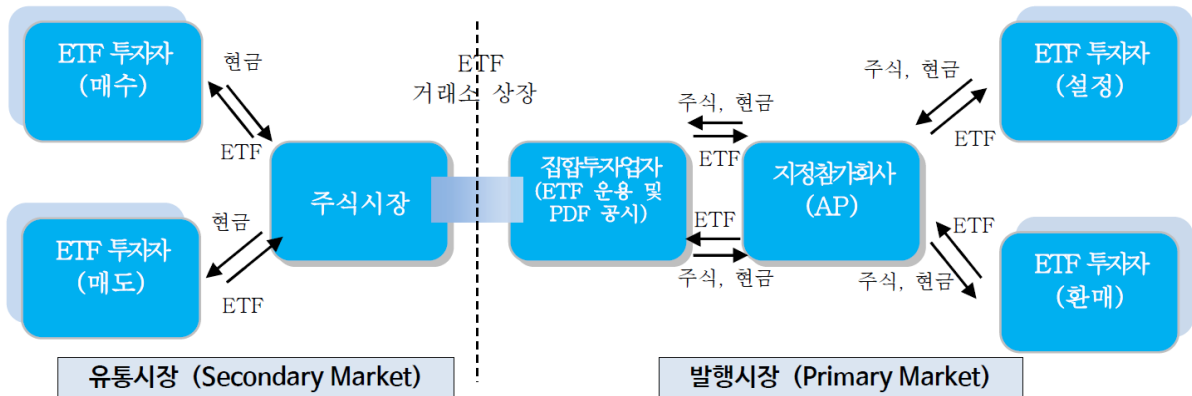 ETF 투자자
(매수)
현금
ETF
ETF 투자자
(매도)
현금
ETF
주식시장
ETF
거래소 상장
집합투자업자
(ETF 운용 및
PDF 공시)
주식, 현금
ETF
ETF
주식, 현금
지정참가회사
(AP)
주식, 현금
ETF
ETF 투자자
(설정)
ETF
주식, 현금
ETF 투자자
(환매)
유통시장 (Secondary Market)
발행시장 (Primary Market)